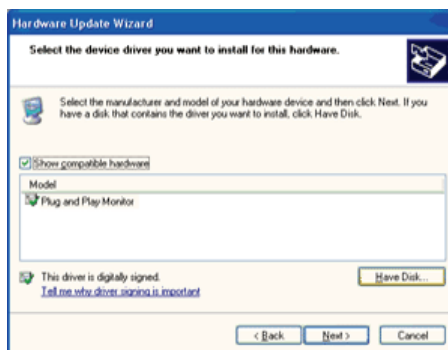 Hardware Update Wizard
Select the device driver you want to install for this hardware.
Select the manufacturer and model of your hardware device and then click Next. If you
have a disk that contains the driver you want to install, click Have Disk.
Show compatible hardware
Model
Plug and Play Monitor
This driver is digitally signed.
Tell me why driver signing is important
Have Disk...
< Back
Next >
Cancel